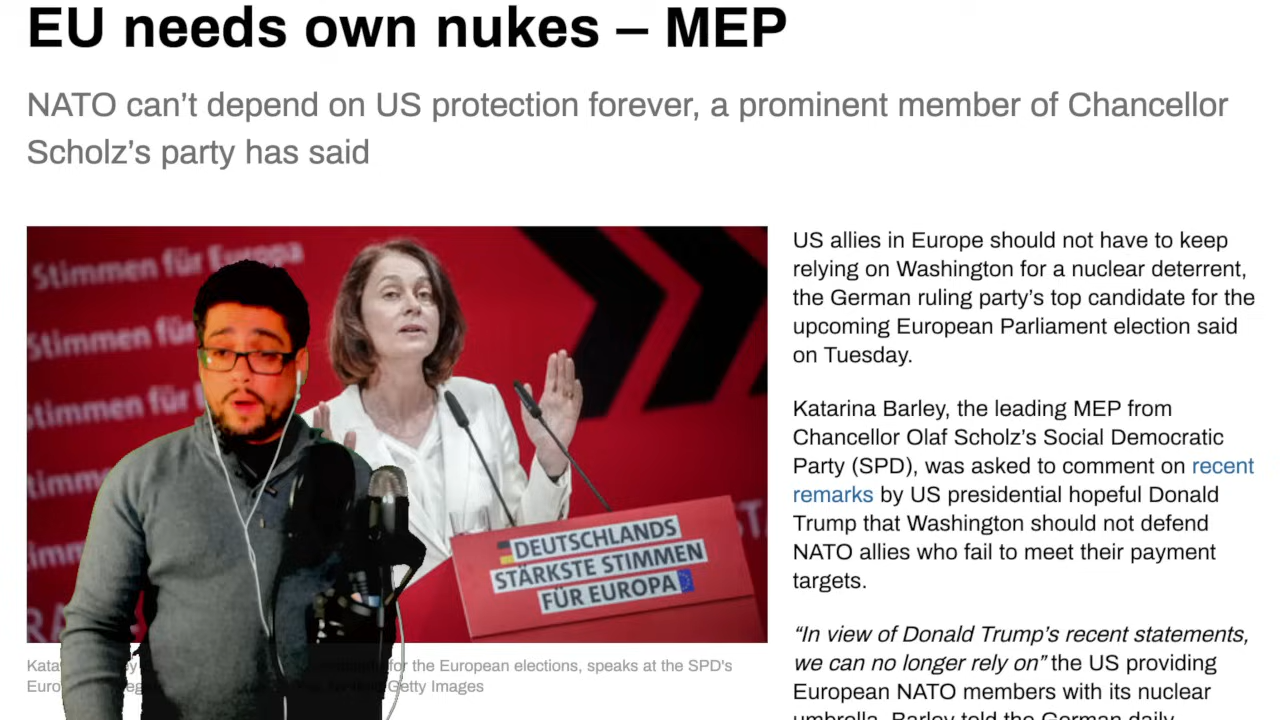 EU needs own nukes – MEP
NATO can’t depend on US protection forever, a prominent member of Chancellor
Scholz’s party has said
Stimmen für Europa
Stimmen für
Stimmen für
DEUTSCHLANDS
STÄRKSTE STIMMEN
FÜR EUROPA
for the European elections, speaks at the SPD's
Getty Images
US allies in Europe should not have to keep
relying on Washington for a nuclear deterrent,
the German ruling party’s top candidate for the
upcoming European Parliament election said
on Tuesday.
Katarina Barley, the leading MEP from
Chancellor Olaf Scholz’s Social Democratic
Party (SPD), was asked to comment on recent
remarks by US presidential hopeful Donald
Trump that Washington should not defend
NATO allies who fail to meet their payment
targets.
“In view of Donald Trump’s recent statements,
we can no longer rely on” the US providing
European NATO members with its nuclear
umbrella, Barley told the German daily